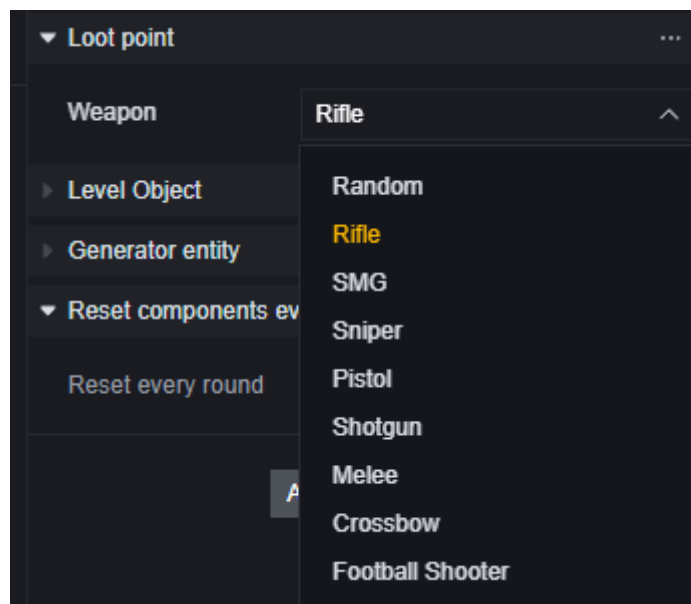 Loot point
...
Weapon
Rifle
Random
Level Object
Rifle
Generator entity
SMG
Reset components ev
Sniper
Reset every round
Pistol
Shotgun
Melee
A
Crossbow
Football Shooter